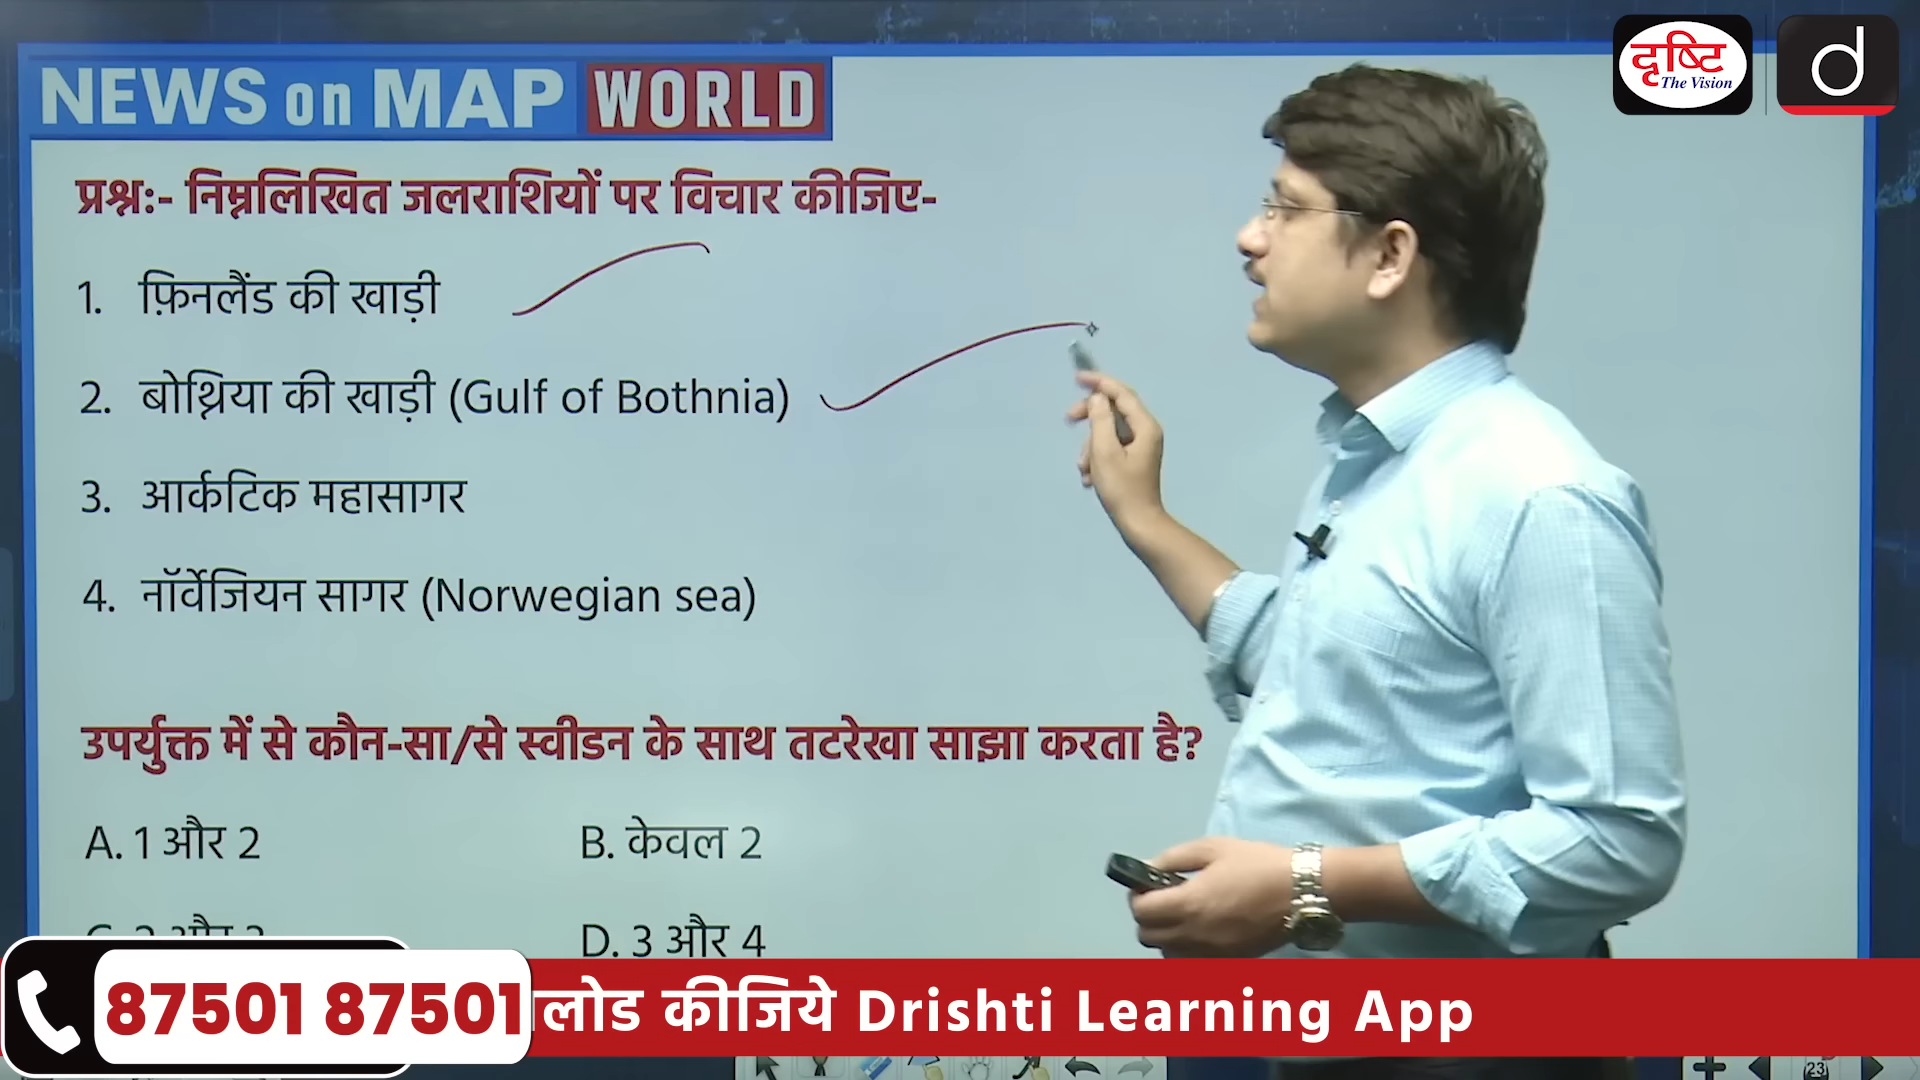 दृष्टि
The Vision
d
NEWS on MAP WORLD
प्रश्न:- निम्नलिखित जलराशियों पर विचार कीजिए-
1. फ़िनलैंड की खाड़ी
2. बोथ्निया की खाड़ी (Gulf of Bothnia)
3. आर्कटिक महासागर
4. नॉर्वेजियन सागर (Norwegian sea)
उपर्युक्त में से कौन-सा/से स्वीडन के साथ तटरेखा साझा करता है?
A. 1 और 2
B. केवल 2
D. 3 और 4
87501 87501
लोड कीजिये Drishti Learning App
23